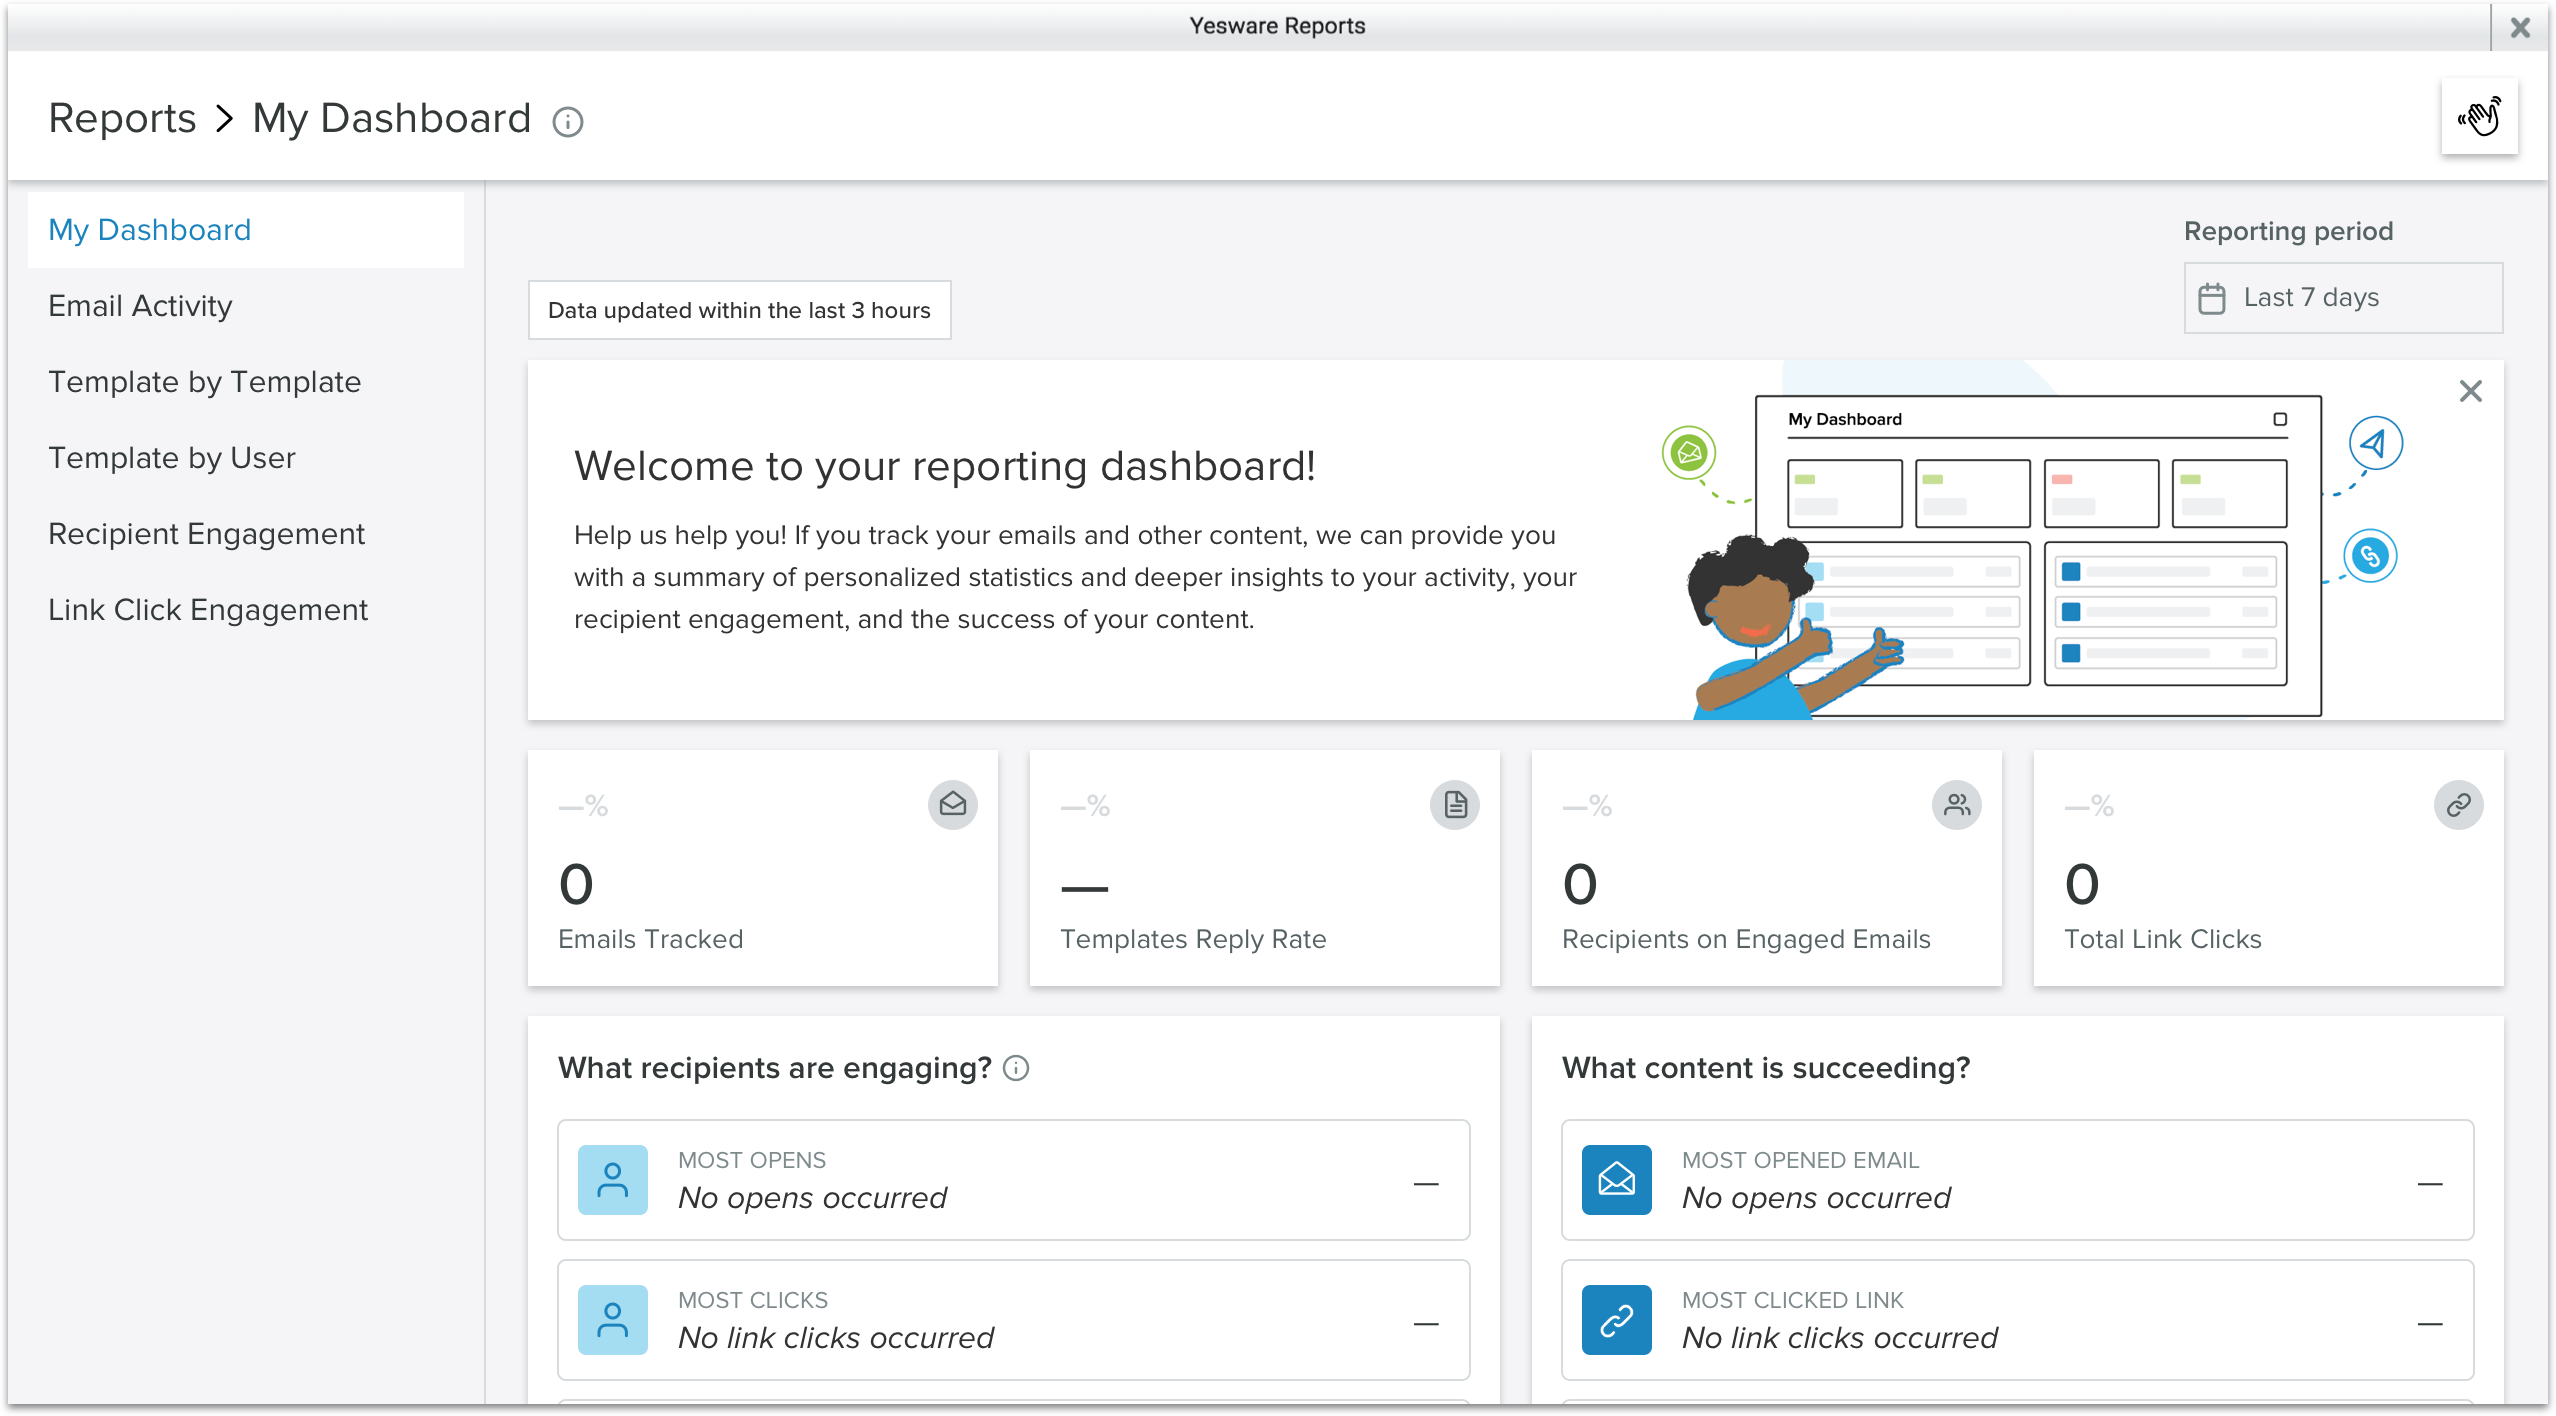 Yesware Reports
Reports > My Dashboard
My Dashboard
Email Activity
Template by Template
Template by User
Recipient Engagement
Link Click Engagement
Reporting period
Last 7 days
Data updated within the last 3 hours
Welcome to your reporting dashboard!
Help us help you! If you track your emails and other content, we can provide you
with a summary of personalized statistics and deeper insights to your activity, your
recipient engagement, and the success of your content.
My Dashboard
—%
0
Emails Tracked
—%
—
Templates Reply Rate
—%
0
Recipients on Engaged Emails
—%
0
Total Link Clicks
What recipients are engaging?
MOST OPENS
No opens occurred
—
MOST CLICKS
No link clicks occurred
—
What content is succeeding?
MOST OPENED EMAIL
No opens occurred
—
MOST CLICKED LINK
No link clicks occurred
—